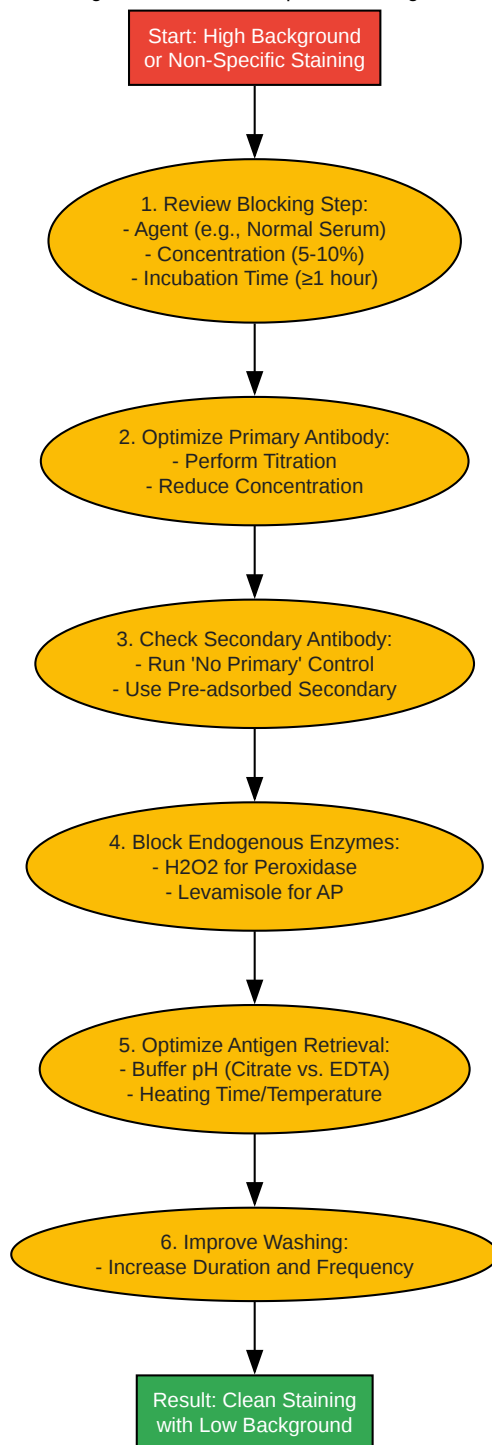 Start: High Background
or Non-Specific Staining
1. Review Blocking Step:
- Agent (e.g., Normal Serum)
- Concentration (5-10%)
- Incubation Time (≥1 hour)
2. Optimize Primary Antibody:
- Perform Titration
- Reduce Concentration
3. Check Secondary Antibody:
- Run 'No Primary' Control
- Use Pre-adsorbed Secondary
4. Block Endogenous Enzymes:
- H2O2 for Peroxidase
- Levamisole for AP
5. Optimize Antigen Retrieval:
- Buffer pH (Citrate vs. EDTA)
- Heating Time/Temperature
6. Improve Washing:
- Increase Duration and Frequency
Result: Clean Staining
with Low Background